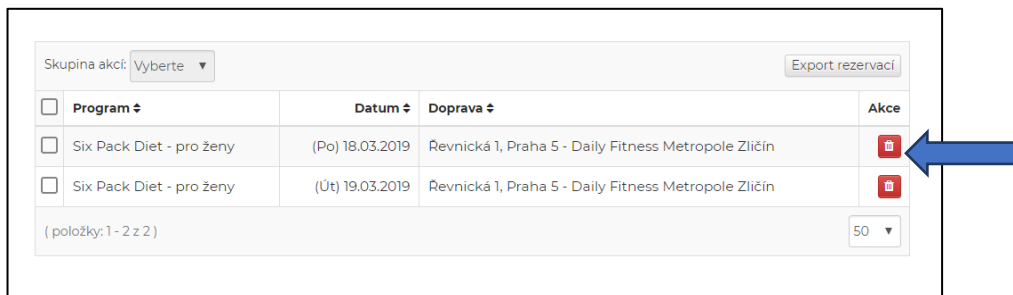 Skupina akcí: Vyberte Export rezervací
Program Datum Doprava Akce
Six Pack Diet - pro ženy (Po) 18.03.2019 Řevnická 1, Praha 5 - Daily Fitness Metropole Zličín
Six Pack Diet - pro ženy (Út) 19.03.2019 Řevnická 1, Praha 5 - Daily Fitness Metropole Zličín
( položky: 1 - 2 z 2 ) 50